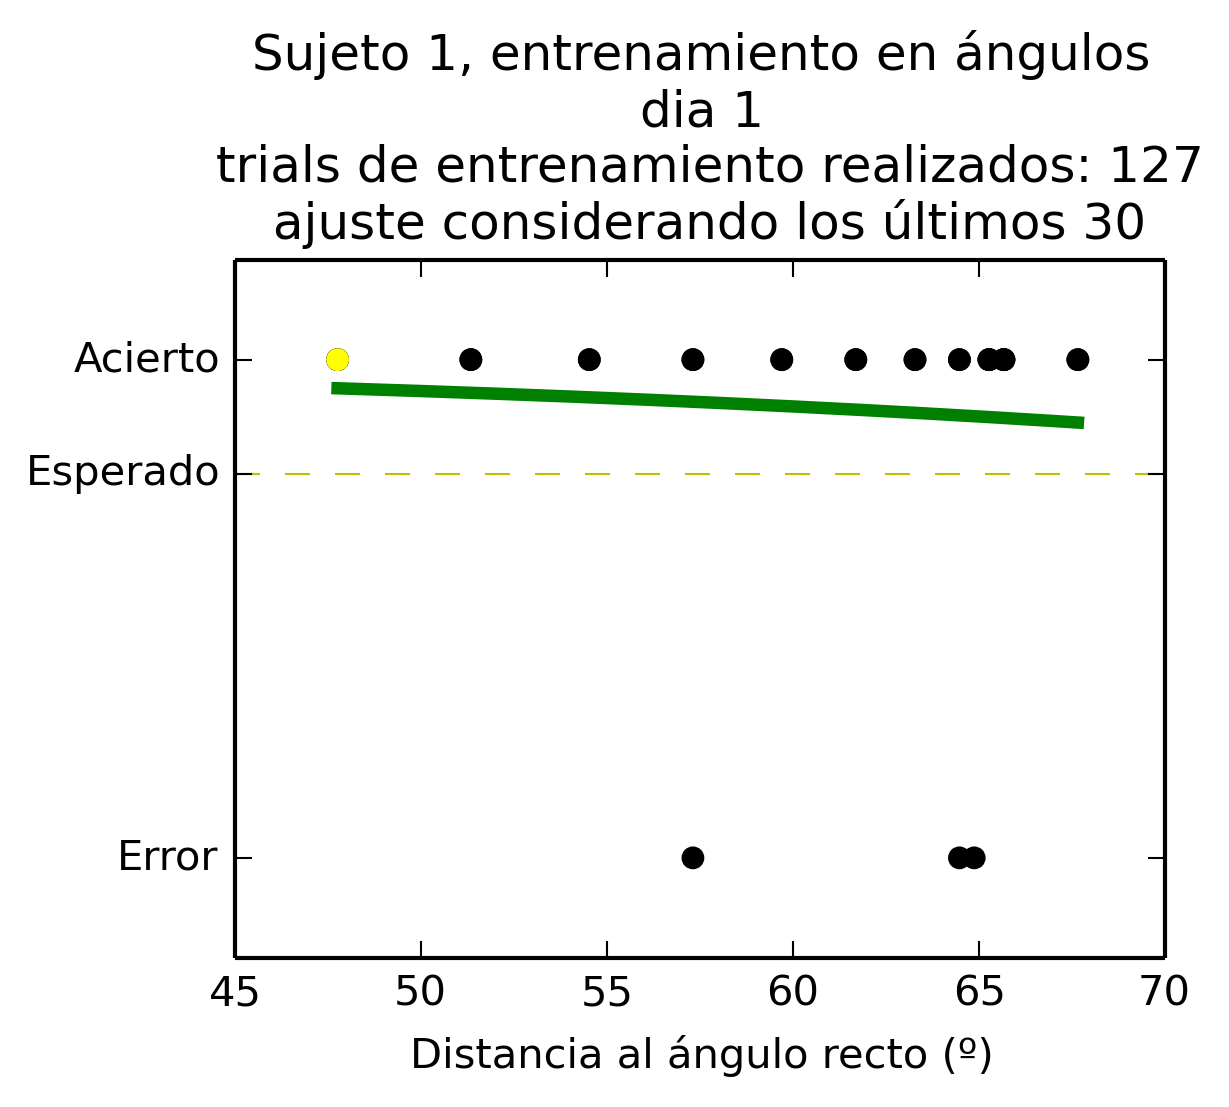 Sujeto 1, entrenamiento en ángulos
dia 1
trials de entrenamiento realizados: 127
ajuste considerando los últimos 30
Acierto
Esperado
Error
45 50 55 60 65 70
Distancia al ángulo recto (º)